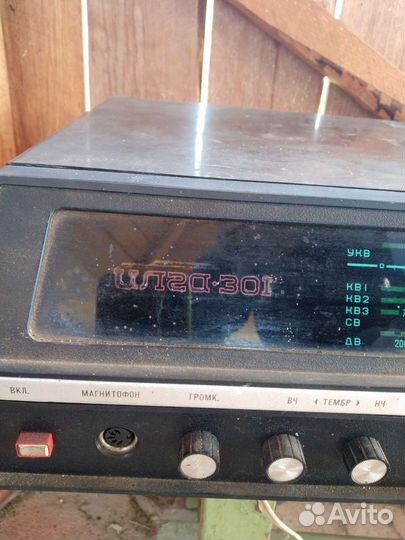 УКВ
Илга-301
КВ1
КВ2
КВ3
СВ
ДВ
ВКЛ. МАГНИТОФОН ГРОМК. ВЧ ТЕМБР НЧ
Avito